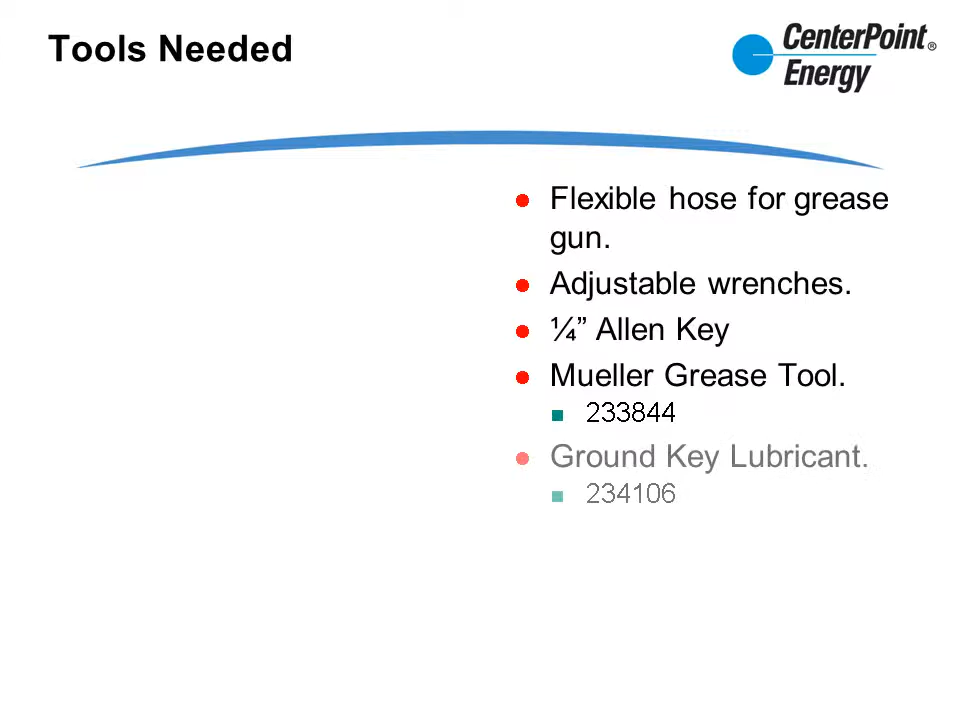 Tools Needed
CenterPoint®
Energy
Flexible hose for grease
gun.
Adjustable wrenches.
¼” Allen Key
Mueller Grease Tool.
233844
Ground Key Lubricant.
234106